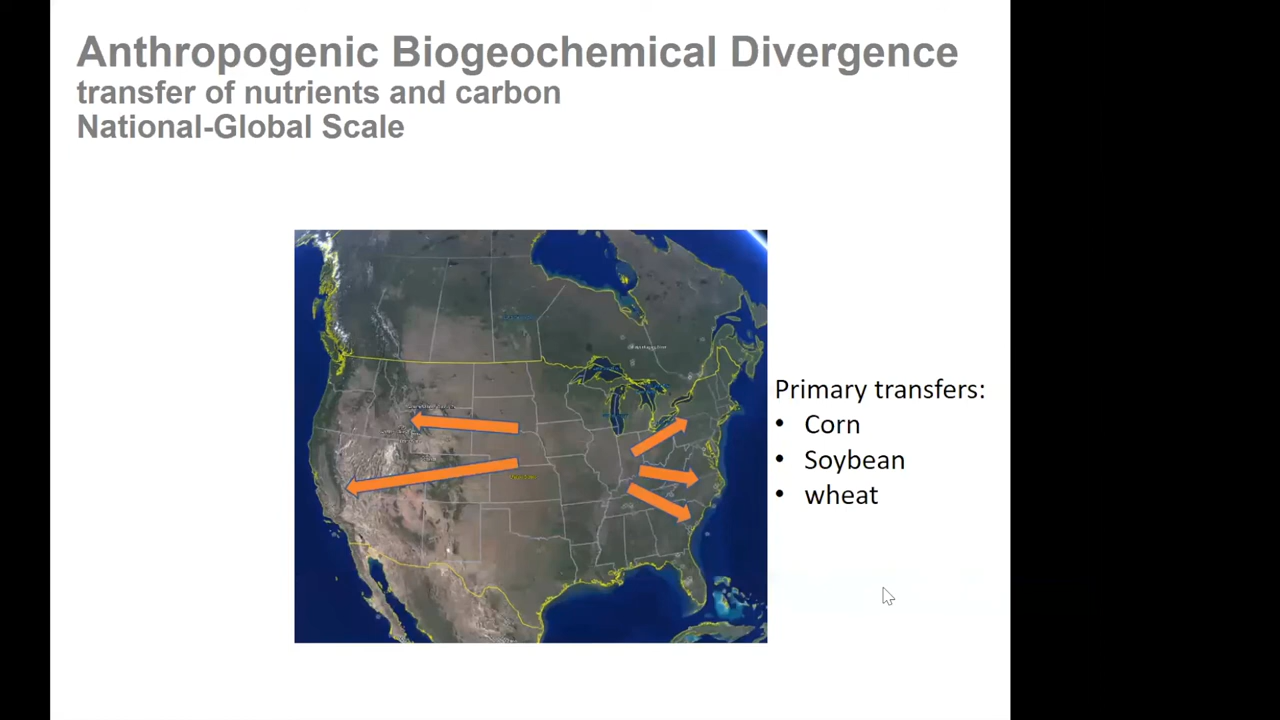 Anthropogenic Biogeochemical Divergence
transfer of nutrients and carbon
National-Global Scale
Primary transfers:
• Corn
• Soybean
• wheat